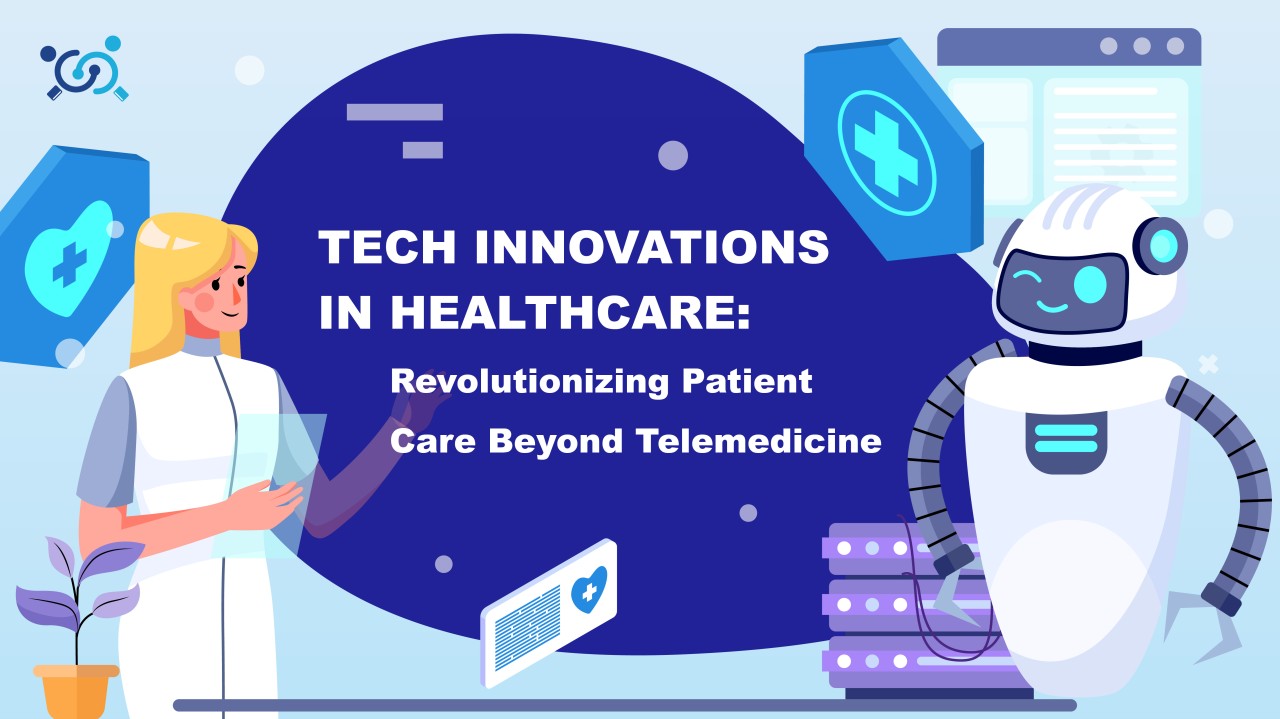 TECH INNOVATIONS
IN HEALTHCARE:
Revolutionizing Patient
Care Beyond Telemedicine